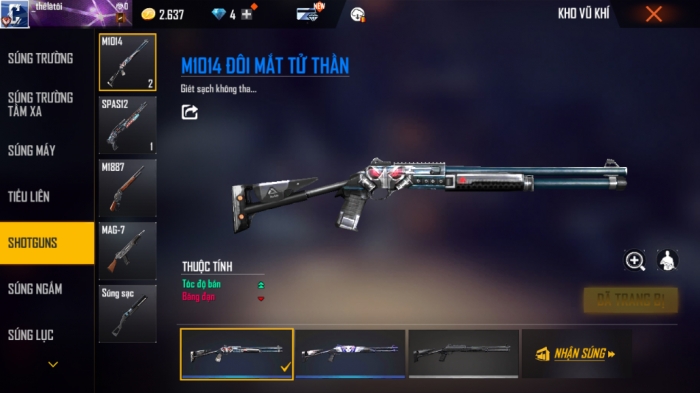 thélàtôi
2.637
4
NEW
KHO VŨ KHÍ
SÚNG TRƯỜNG
SÚNG TRƯỜNG
TẦM XA
SÚNG MÁY
TIỂU LIÊN
SHOTGUNS
SÚNG NGẮM
SÚNG LỤC
M1014
2
SPAS12
1
M1887
MAG-7
Súng sạc
M1014 ĐÔI MẮT TỬ THẦN
Giết sạch không tha...
THUỘC TÍNH
Tốc độ bắn
Băng đạn
ĐÃ TRANG BỊ
NHẬN SÚNG